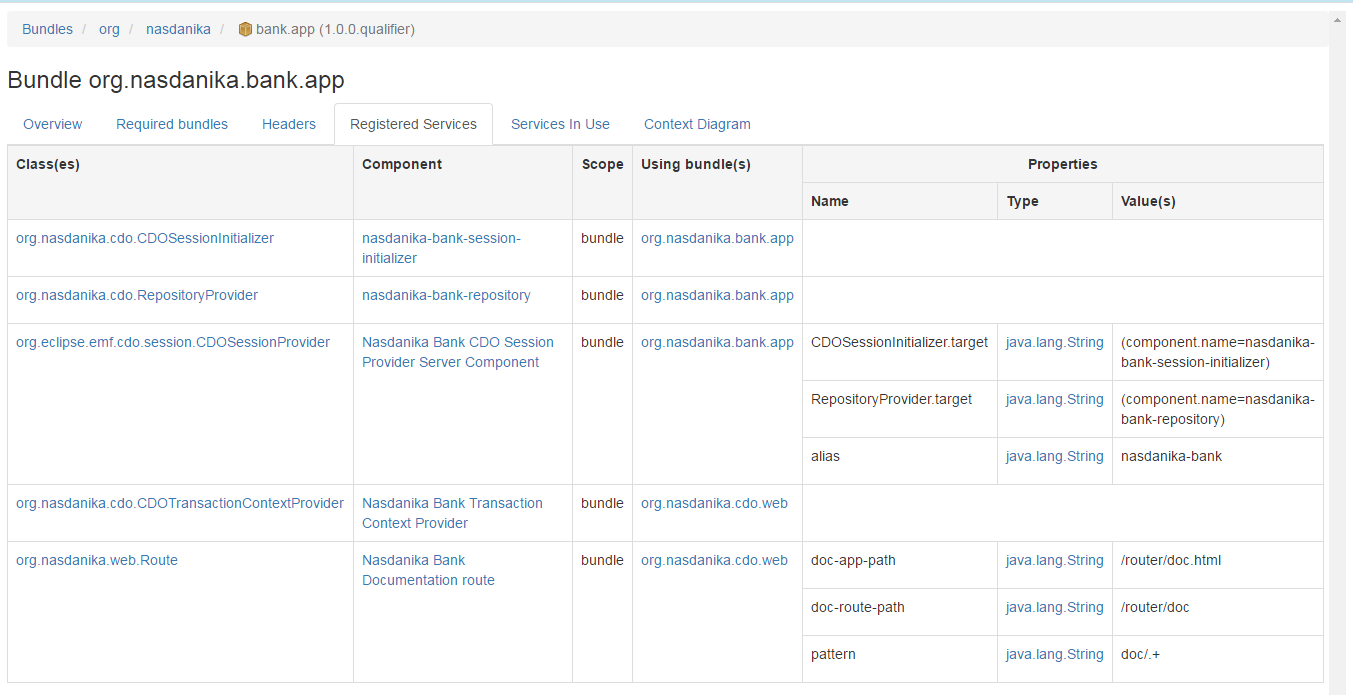 Bundles / org / nasdanika / bank.app (1.0.0.qualifier)
Bundle org.nasdanika.bank.app
Overview Required bundles Headers Registered Services Services In Use Context Diagram
Class(es) Component Scope Using bundle(s) Properties
Name Type Value(s)
org.nasdanika.cdo.CDOSessionInitializer nasdanika-bank-session- bundle org.nasdanika.bank.app
initializer
org.nasdanika.cdo.RepositoryProvider nasdanika-bank-repository bundle org.nasdanika.bank.app
org.eclipse.emf.cdo.session.CDOSessionProvider Nasdanika Bank CDO Session bundle org.nasdanika.bank.app CDOSessionInitializer.target java.lang.String (component.name=nasdanika-
Provider Server Component bank-session-initializer)
RepositoryProvider.target java.lang.String (component.name=nasdanika-
bank-repository)
alias java.lang.String nasdanika-bank
org.nasdanika.cdo.CDOTransactionContextProvider Nasdanika Bank Transaction bundle org.nasdanika.cdo.web
Context Provider
org.nasdanika.web.Route Nasdanika Bank bundle org.nasdanika.cdo.web doc-app-path java.lang.String /router/doc.html
Documentation route
doc-route-path java.lang.String /router/doc
pattern java.lang.String doc/.+